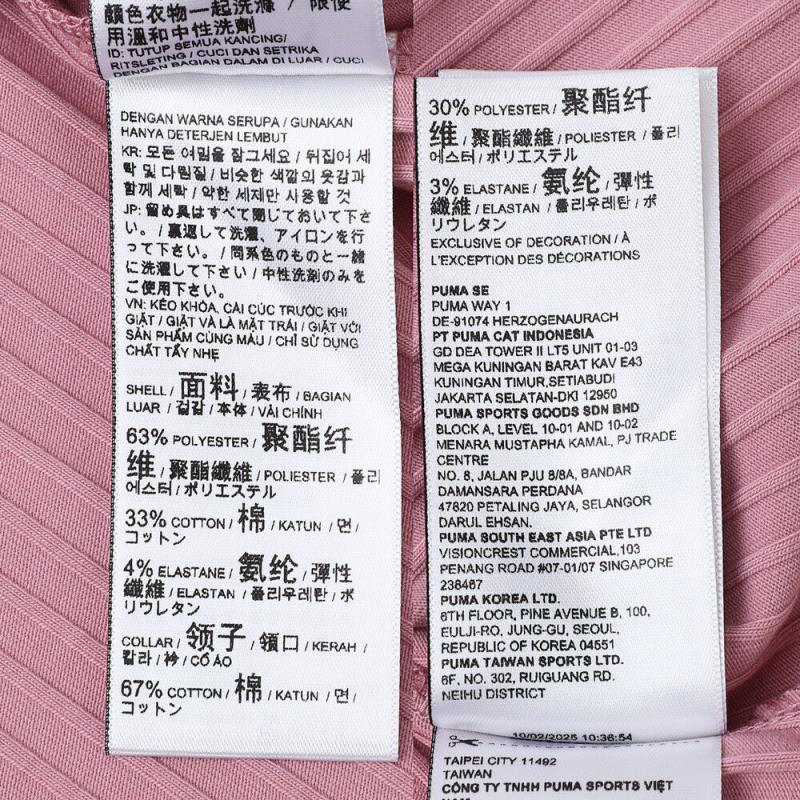 顏色衣物一起洗滌 / 限使
用溫和中性洗劑
ID: TUTUP SEMUA KANCING/
RITSLETING / CUCI DAN SETRIKA
DENGAN BAGIAN DALAM DI LUAR / CUCI
DENGAN WARNA SERUPA / GUNAKAN
HANYA DETERJEN LEMBUT
KR: 모든 여밈을 잠그세요 / 뒤집어 세
탁 및 다림질 / 비슷한 색깔의 옷감과
함께 세탁 / 약한 세제만 사용할 것
JP: 留め具はすべて閉じておいて下さ
い。 / 裏返して洗濯、アイロンを行
って下さい。 / 同系色のものと一緒
に洗濯して下さい / 中性洗剤のみを
ご使用下さい。
VN: KÉO KHÓA, CÀI CÚC TRƯỚC KHI
GIẶT / GIẶT VÀ LÀ MẶT TRÁI / GIẶT VỚI
SẢN PHẨM CÙNG MÀU / CHỈ SỬ DỤNG
CHẤT TẨY NHẸ
SHELL / 面料 / 表布 / BAGIAN
LUAR / 겉감 / 本体 / VẢI CHÍNH
63% POLYESTER / 聚酯纤
维 / 聚酯纖維 / POLIESTER / 폴리
에스터 / ポリエステル
33% COTTON / 棉 / KATUN / 면 /
コットン
4% ELASTANE / 氨纶 / 彈性
纖維 / ELASTAN / 폴리우레탄 / ポ
リウレタン
COLLAR / 领子 / 領口 / KERAH /
칼라 / 衿 / CỔ ÁO
67% COTTON / 棉 / KATUN / 면 /
コットン
30% POLYESTER / 聚酯纤
维 / 聚酯纖維 / POLIESTER / 폴리
에스터 / ポリエステル
3% ELASTANE / 氨纶 / 彈性
纖維 / ELASTAN / 폴리우레탄 / ポ
リウレタン
EXCLUSIVE OF DECORATION / À
L'EXCEPTION DES DÉCORATIONS
PUMA SE
PUMA WAY 1
DE-91074 HERZOGENAURACH
PT PUMA CAT INDONESIA
GD DEA TOWER II LT5 UNIT 01-03
MEGA KUNINGAN BARAT KAV E43
KUNINGAN TIMUR,SETIABUDI
JAKARTA SELATAN-DKI 12950
PUMA SPORTS GOODS SDN BHD
BLOCK A, LEVEL 10-01 AND 10-02
MENARA MUSTAPHA KAMAL, PJ TRADE
CENTRE
NO. 8, JALAN PJU 8/8A, BANDAR
DAMANSARA PERDANA
47820 PETALING JAYA, SELANGOR
DARUL EHSAN.
PUMA SOUTH EAST ASIA PTE LTD
VISIONCREST COMMERCIAL,103
PENANG ROAD #07-01/07 SINGAPORE
238467
PUMA KOREA LTD.
6TH FLOOR, PINE AVENUE B, 100,
EULJI-RO, JUNG-GU, SEOUL,
REPUBLIC OF KOREA 04551
PUMA TAIWAN SPORTS LTD.
6F, NO. 302, RUIGUANG RD.
NEIHU DISTRICT
10/02/2025 10:36:54
TAIPEI CITY 11492
TAIWAN
CÔNG TY TNHH PUMA SPORTS VIỆT